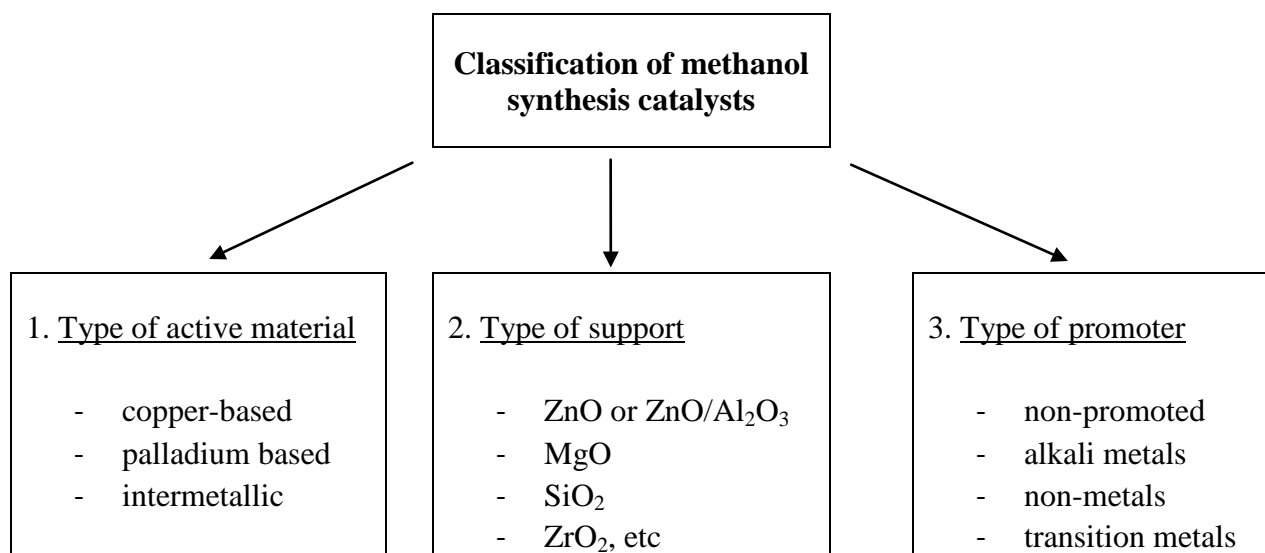 Classification of methanol
synthesis catalysts
1. Type of active material
- copper-based
- palladium based
- intermetallic
2. Type of support
- ZnO or ZnO/Al₂O₃
- MgO
- SiO₂
- ZrO₂, etc
3. Type of promoter
- non-promoted
- alkali metals
- non-metals
- transition metals